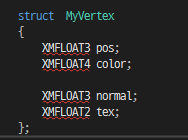 struct MyVertex
{
XMFLOAT3 pos;
XMFLOAT4 color;
XMFLOAT3 normal;
XMFLOAT2 tex;
};